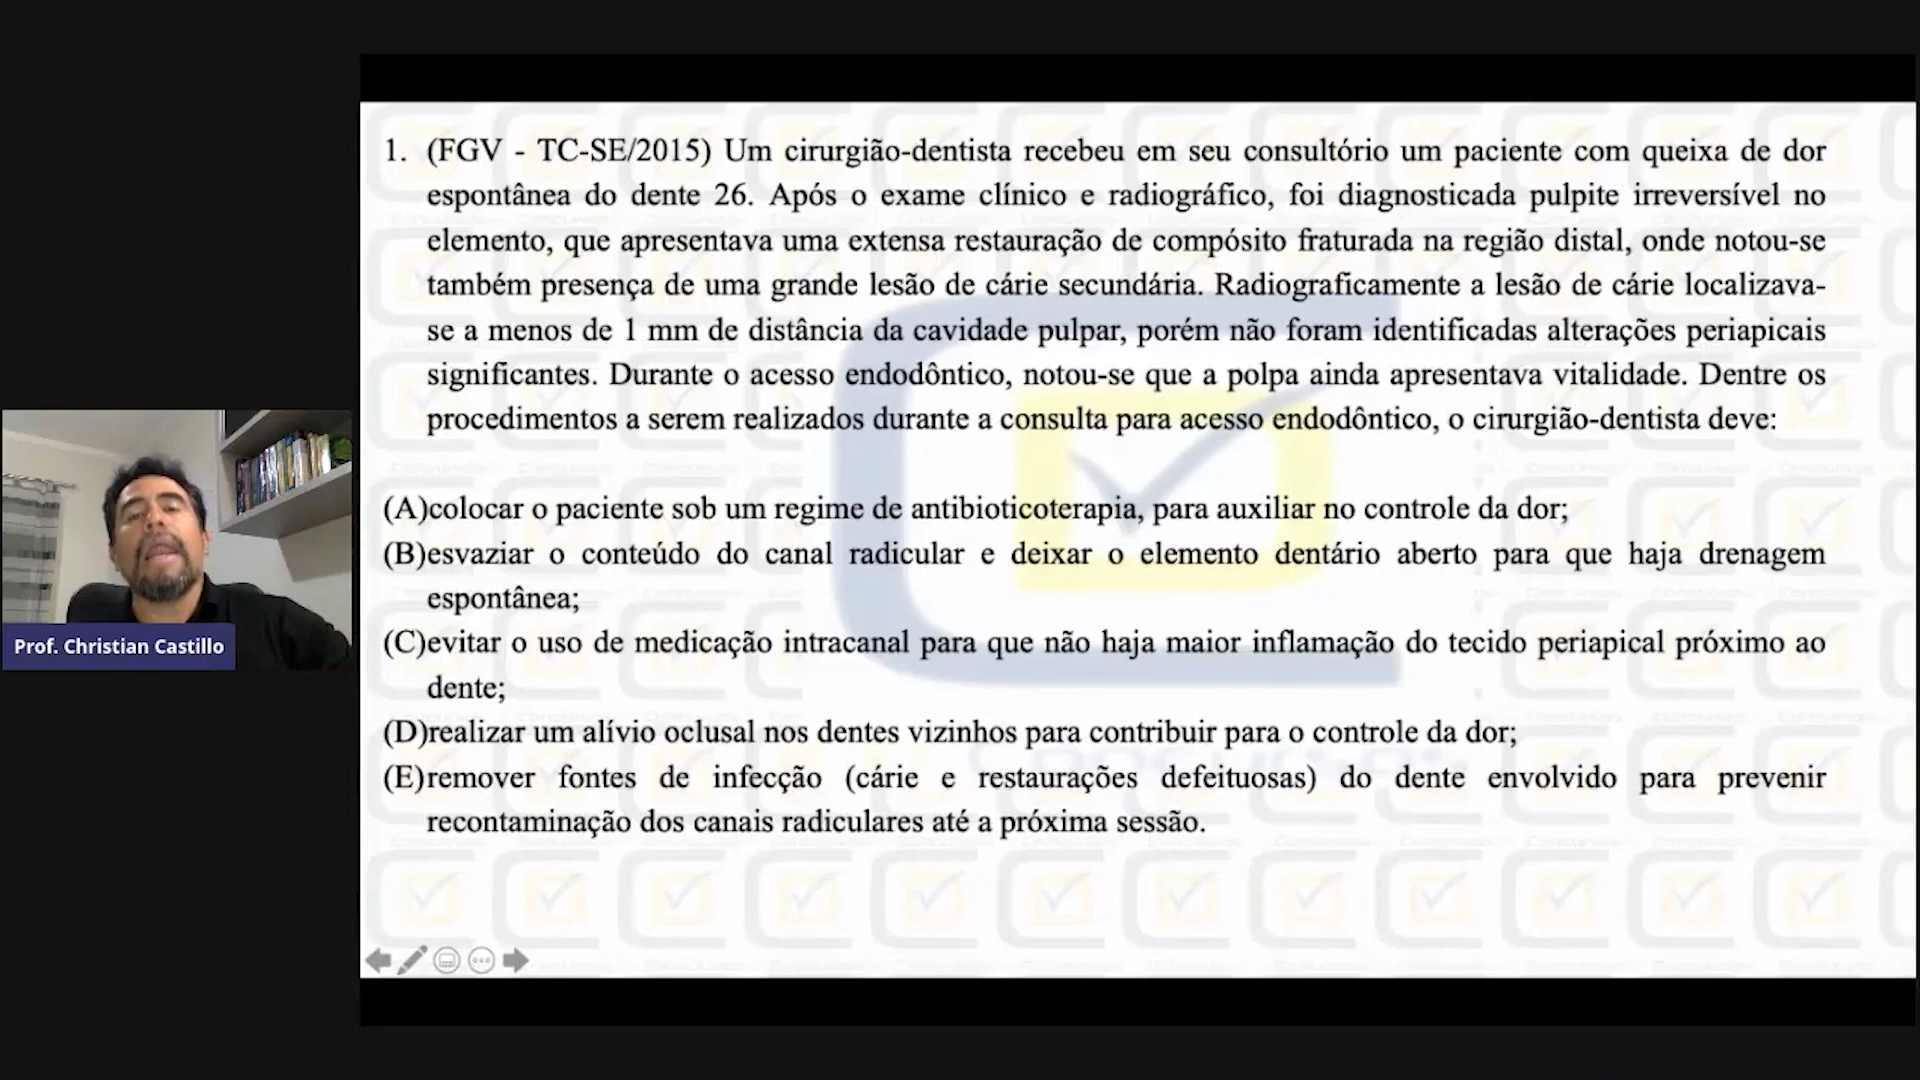 1. (FGV - TC-SE/2015) Um cirurgião-dentista recebeu em seu consultório um paciente com queixa de dor
espontânea do dente 26. Após o exame clínico e radiográfico, foi diagnosticada pulpite irreversível no
elemento, que apresentava uma extensa restauração de compósito fraturada na região distal, onde notou-se
também presença de uma grande lesão de cárie secundária. Radiograficamente a lesão de cárie localizava-
se a menos de 1 mm de distância da cavidade pulpar, porém não foram identificadas alterações periapicais
significantes. Durante o acesso endodôntico, notou-se que a polpa ainda apresentava vitalidade. Dentre os
procedimentos a serem realizados durante a consulta para acesso endodôntico, o cirurgião-dentista deve:
(A)colocar o paciente sob um regime de antibioticoterapia, para auxiliar no controle da dor;
(B)esvaziar o conteúdo do canal radicular e deixar o elemento dentário aberto para que haja drenagem
espontânea;
(C)evitar o uso de medicação intracanal para que não haja maior inflamação do tecido periapical próximo ao
dente;
(D)realizar um alívio oclusal nos dentes vizinhos para contribuir para o controle da dor;
(E)remover fontes de infecção (cárie e restaurações defeituosas) do dente envolvido para prevenir
recontaminação dos canais radiculares até a próxima sessão.
Prof. Christian Castillo